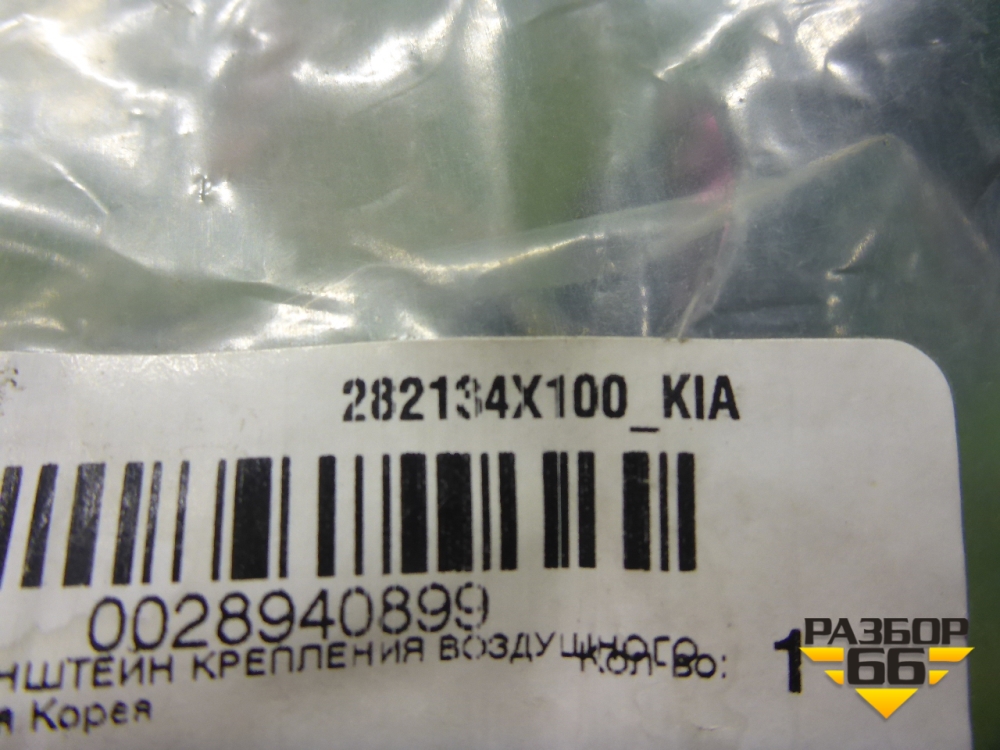 282134X100_KIA
0028940899
НШТЕЙН КРЕПЛЕНИЯ ВОЗДУШНОГО
Кол-во: 1
я Корея
РАЗБОР
66